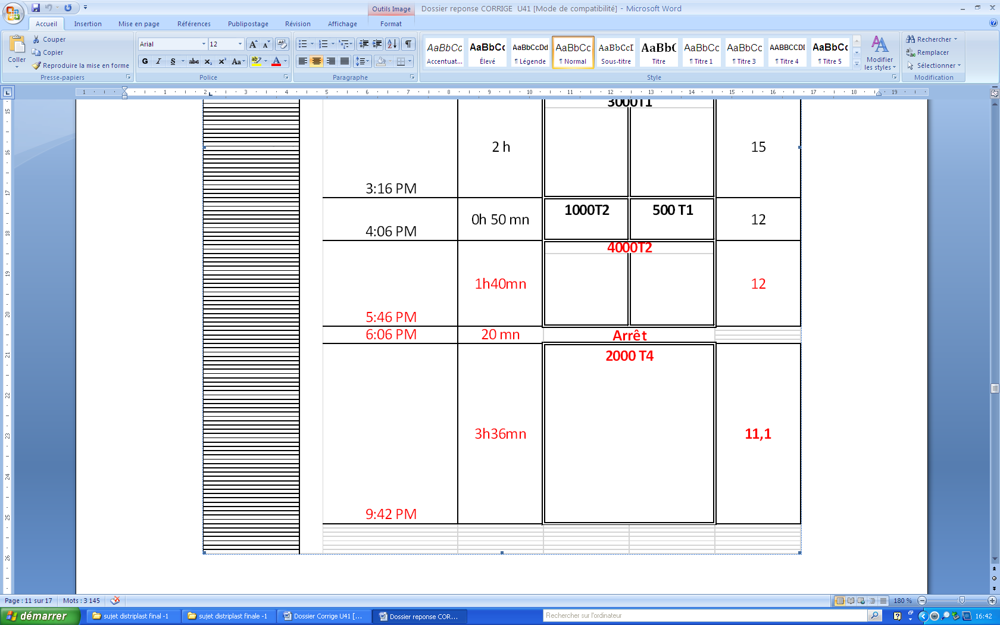 Outils Image
Dossier reponse CORRIGE U41 [Mode de compatibilité] - Microsoft Word
Accueil Insertion Mise en page Références Publipostage Révision Affichage Format
Coller
Couper
Copier
Reproduire la mise en forme
Presse-papiers
Arial 12
G I S abc X₂ X² Aa
Police
Paragraphe
AaBbCc AaBbCc AaBbCcDd AaBbCc AaBbCcI AaBb( AaBbCc AaBbCc AABBCCDI AaBbCc
Accentuat... Élevé ¶ Légende ¶ Normal Sous-titre Titre ¶ Titre 1 ¶ Titre 3 ¶ Titre 4 ¶ Titre 5
Modifier
les styles
Style
Rechercher
Remplacer
Sélectionner
Modification
1 1 2 3 4 5 6 7 8 9 10 11 12 13 14 15 16 17 18 19
15
16
17
18
19
20
21
22
23
24
25
26
3000T1
2 h 15
3:16 PM
1000T2 500 T1
0h 50 mn 12
4:06 PM
4000T2
1h40mn 12
5:46 PM
6:06 PM 20 mn Arrêt
2000 T4
3h36mn 11,1
9:42 PM
Page : 11 sur 17 Mots : 3 145 180 %
démarrer sujet distriplast final -1 sujet distriplast finale -1 Dossier Corrige U41 [... Dossier reponse COR... Rechercher sur l'ordinateur 16:42